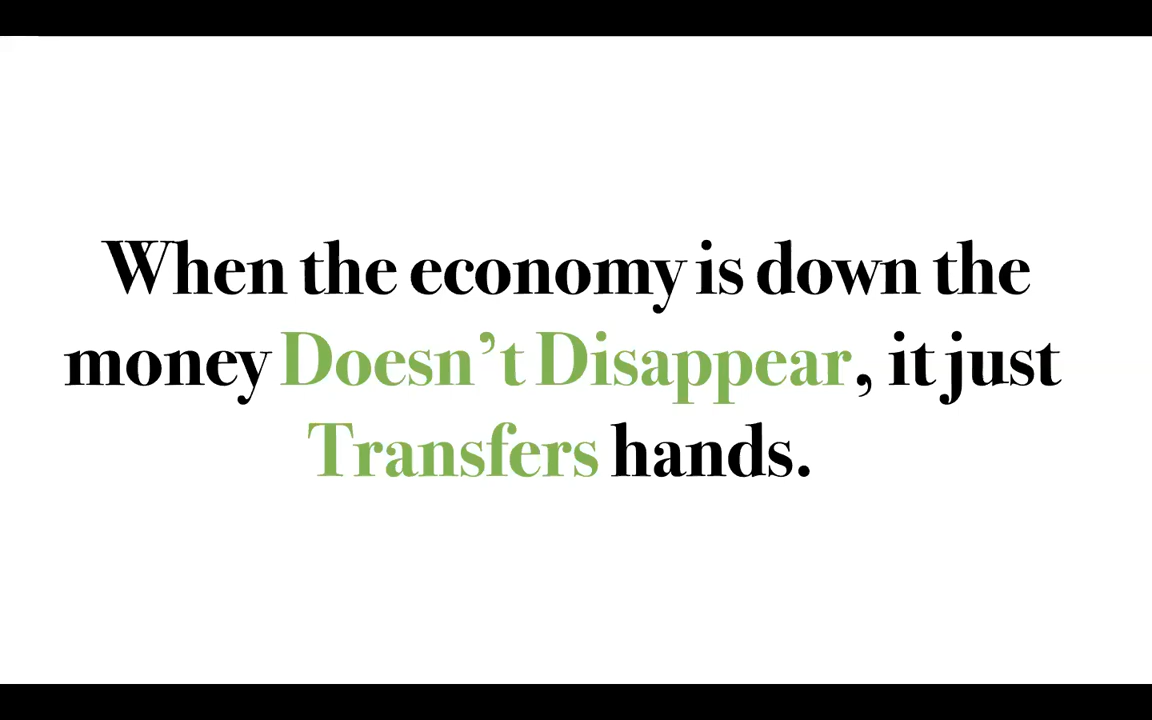 When the economy is down the
money Doesn’t Disappear, it just
Transfers hands.